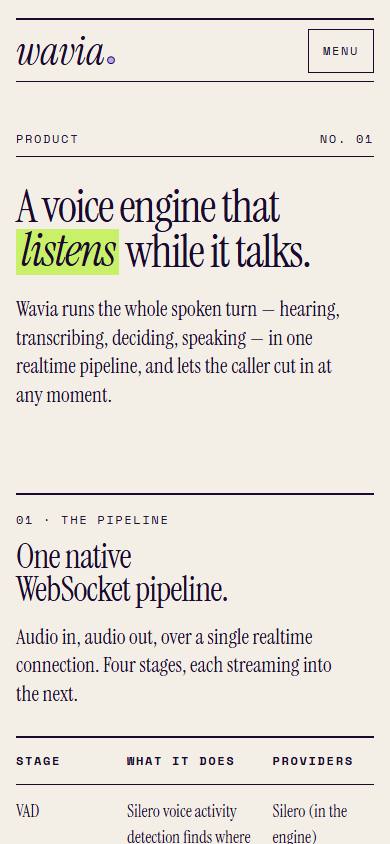 wavia.
MENU
PRODUCT
NO. 01
A voice engine that
listens while it talks.
Wavia runs the whole spoken turn — hearing,
transcribing, deciding, speaking — in one
realtime pipeline, and lets the caller cut in at
any moment.
01 · THE PIPELINE
One native
WebSocket pipeline.
Audio in, audio out, over a single realtime
connection. Four stages, each streaming into
the next.
STAGE WHAT IT DOES PROVIDERS
VAD Silero voice activity Silero (in the
detection finds where engine)